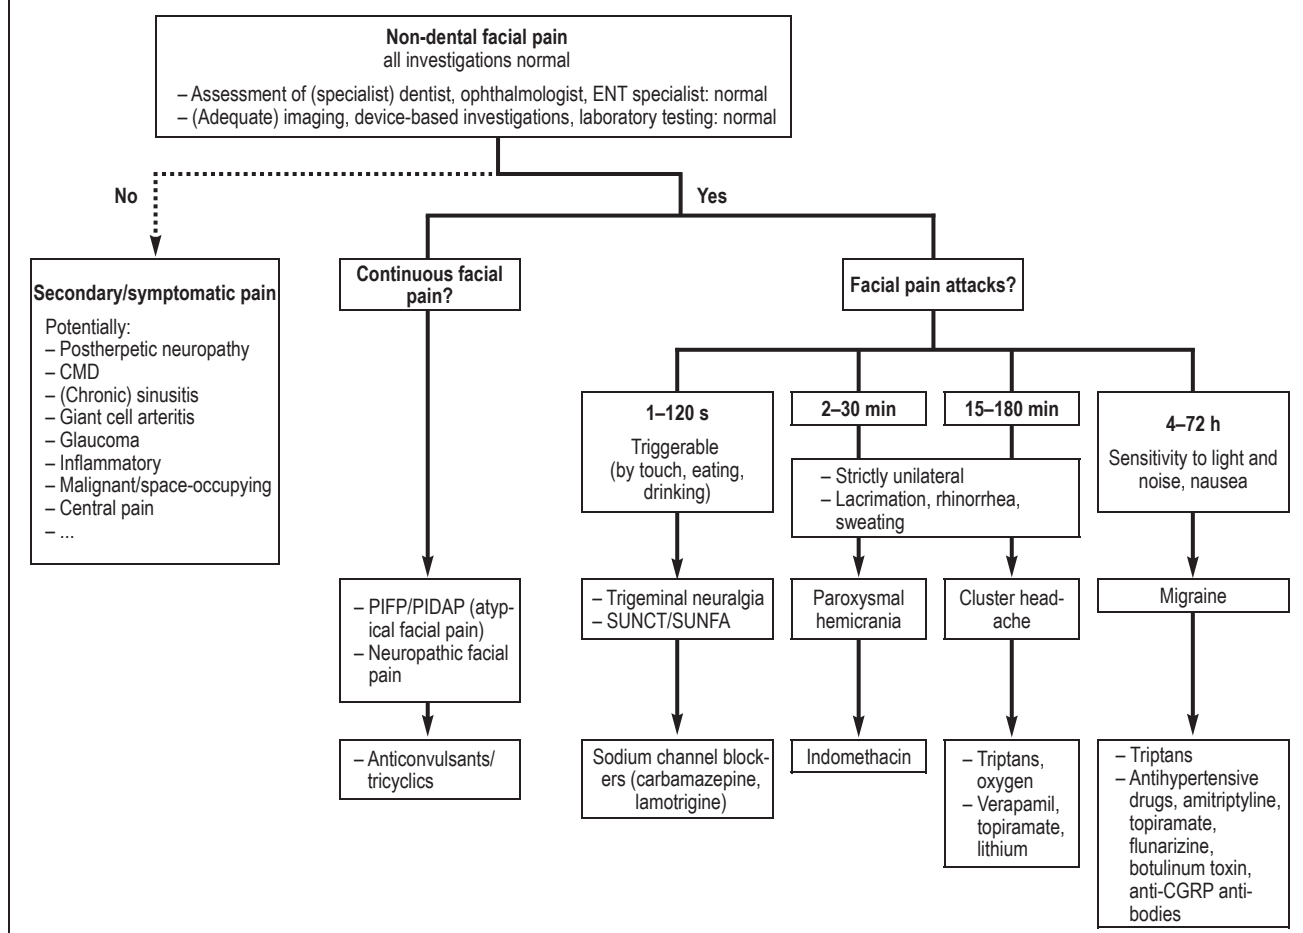 Non-dental facial pain
all investigations normal
– Assessment of (specialist) dentist, ophthalmologist, ENT specialist: normal
– (Adequate) imaging, device-based investigations, laboratory testing: normal
No
Yes
Secondary/symptomatic pain
Potentially:
– Postherpetic neuropathy
– CMD
– (Chronic) sinusitis
– Giant cell arteritis
– Glaucoma
– Inflammatory
– Malignant/space-occupying
– Central pain
– ...
Continuous facial
pain?
– PIFP/PIDAP (atyp-
ical facial pain)
– Neuropathic facial
pain
– Anticonvulsants/
tricyclics
Facial pain attacks?
1–120 s
Triggerable
(by touch, eating,
drinking)
– Trigeminal neuralgia
– SUNCT/SUNFA
Sodium channel block-
ers (carbamazepine,
lamotrigine)
2–30 min
15–180 min
– Strictly unilateral
– Lacrimation, rhinorrhea,
sweating
Paroxysmal
hemicrania
Indomethacin
Cluster head-
ache
– Triptans,
oxygen
– Verapamil,
topiramate,
lithium
4–72 h
Sensitivity to light and
noise, nausea
Migraine
– Triptans
– Antihypertensive
drugs, amitriptyline,
topiramate,
flunarizine,
botulinum toxin,
anti-CGRP anti-
bodies